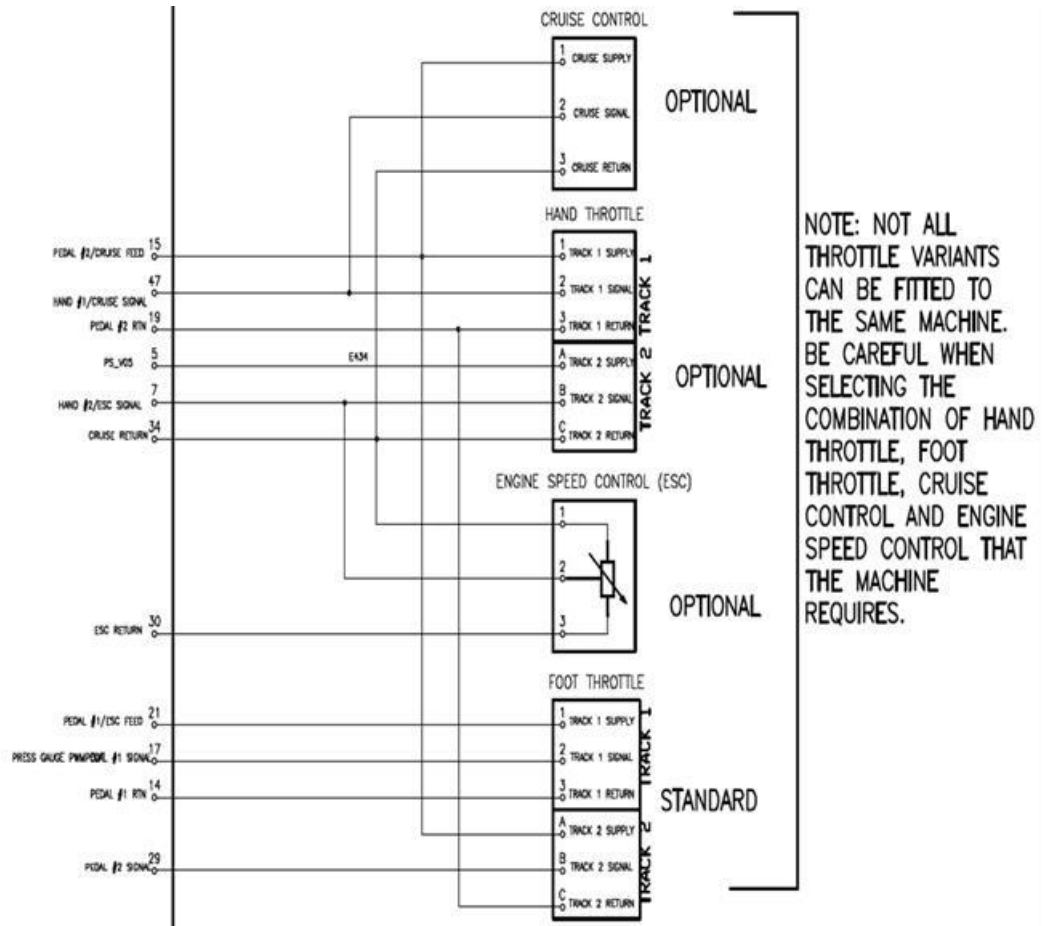 CRUISE CONTROL
1
CRUISE SUPPLY
2
CRUISE SIGNAL
3
CRUISE RETURN
OPTIONAL
HAND THROTTLE
PEDAL #2/CRUISE FEED 15
1
TRACK 1 SUPPLY
HAND #1/CRUISE SIGNAL 47
2
TRACK 1 SIGNAL
PEDAL #2 RTN 19
3
TRACK 1 RETURN
TRACK 1
PS_VO5 5
E434
A
TRACK 2 SUPPLY
HAND #2/ESC SIGNAL 7
B
TRACK 2 SIGNAL
CRUISE RETURN 34
C
TRACK 2 RETURN
TRACK 2
OPTIONAL
ENGINE SPEED CONTROL (ESC)
1
2
3
ESC RETURN 30
OPTIONAL
FOOT THROTTLE
PEDAL #1/ESC FEED 21
1
TRACK 1 SUPPLY
PRESS GAUGE #1 SIGNAL 17
2
TRACK 1 SIGNAL
PEDAL #1 RTN 14
3
TRACK 1 RETURN
TRACK 1
A
TRACK 2 SUPPLY
PEDAL #2 SIGNAL 29
B
TRACK 2 SIGNAL
C
TRACK 2 RETURN
TRACK 2
STANDARD
NOTE: NOT ALL
THROTTLE VARIANTS
CAN BE FITTED TO
THE SAME MACHINE.
BE CAREFUL WHEN
SELECTING THE
COMBINATION OF HAND
THROTTLE, FOOT
THROTTLE, CRUISE
CONTROL AND ENGINE
SPEED CONTROL THAT
THE MACHINE
REQUIRES.